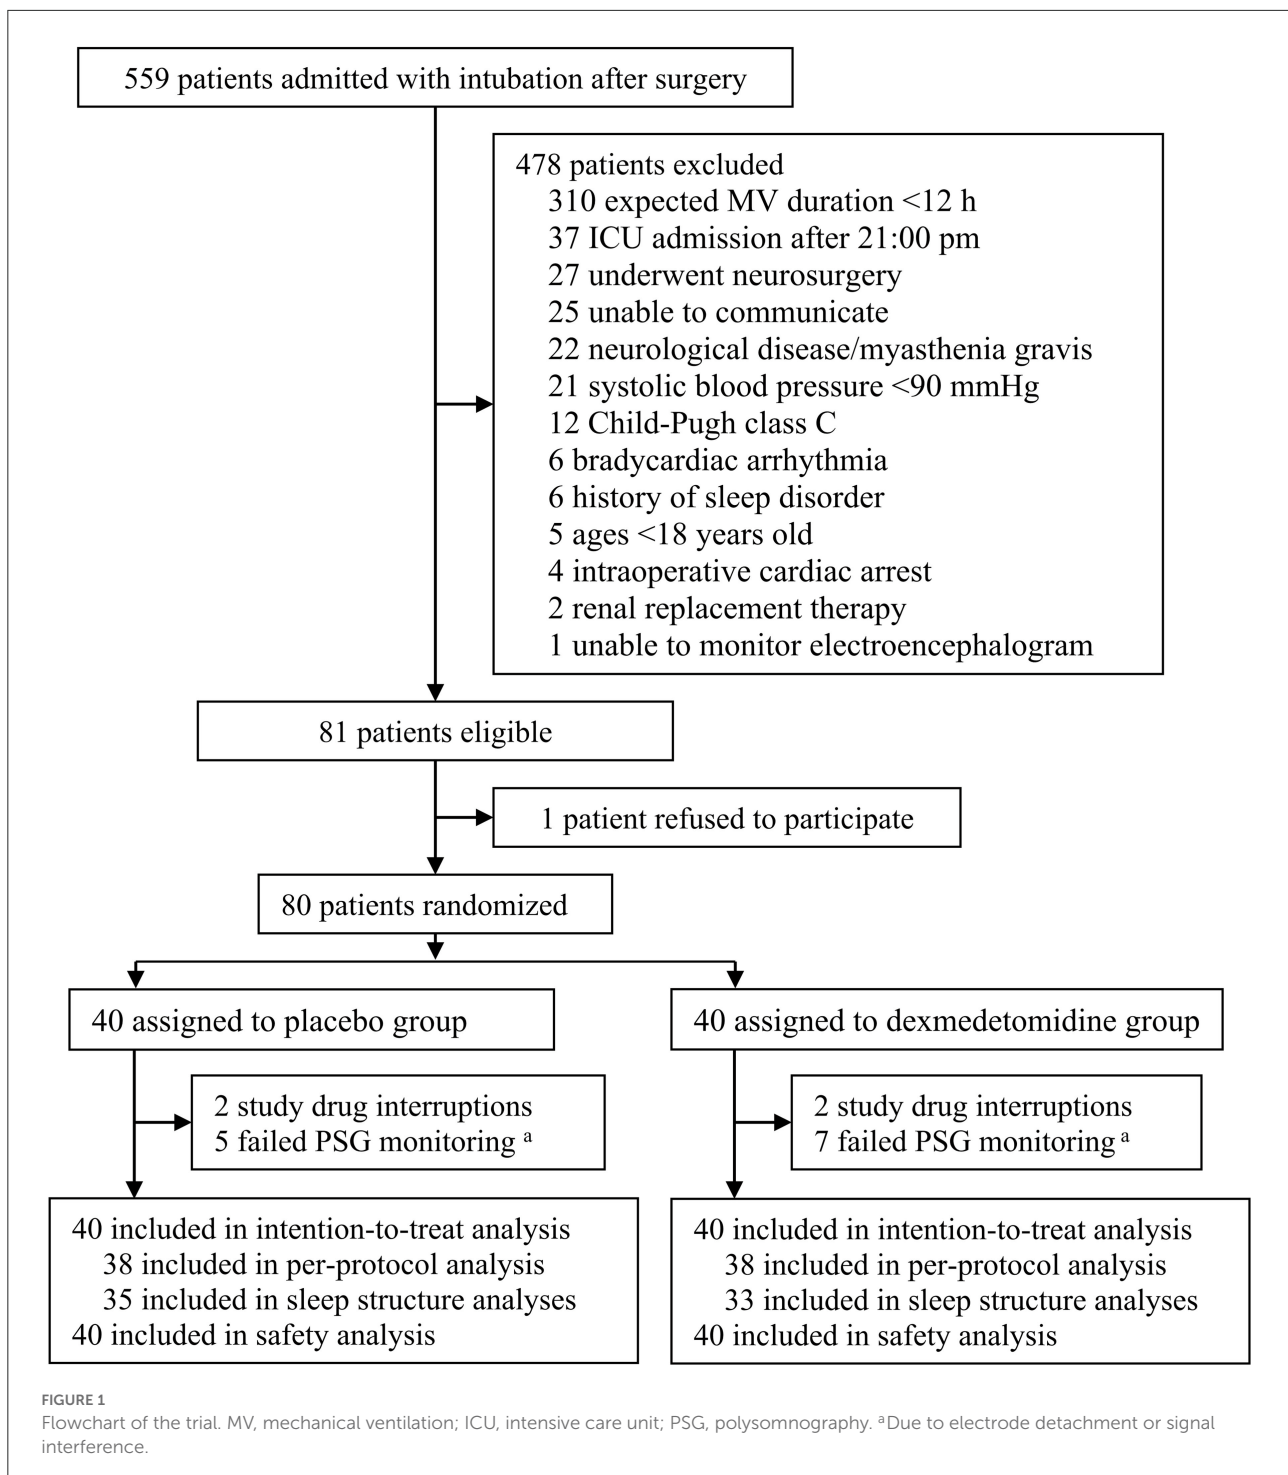 559 patients admitted with intubation after surgery
478 patients excluded
310 expected MV duration <12 h
37 ICU admission after 21:00 pm
27 underwent neurosurgery
25 unable to communicate
22 neurological disease/myasthenia gravis
21 systolic blood pressure <90 mmHg
12 Child-Pugh class C
6 bradycardiac arrhythmia
6 history of sleep disorder
5 ages <18 years old
4 intraoperative cardiac arrest
2 renal replacement therapy
1 unable to monitor electroencephalogram
81 patients eligible
1 patient refused to participate
80 patients randomized
40 assigned to placebo group
40 assigned to dexmedetomidine group
2 study drug interruptions
5 failed PSG monitoring a
2 study drug interruptions
7 failed PSG monitoring a
40 included in intention-to-treat analysis
38 included in per-protocol analysis
35 included in sleep structure analyses
40 included in safety analysis
40 included in intention-to-treat analysis
38 included in per-protocol analysis
33 included in sleep structure analyses
40 included in safety analysis
FIGURE 1
Flowchart of the trial. MV, mechanical ventilation; ICU, intensive care unit; PSG, polysomnography. aDue to electrode detachment or signal
interference.